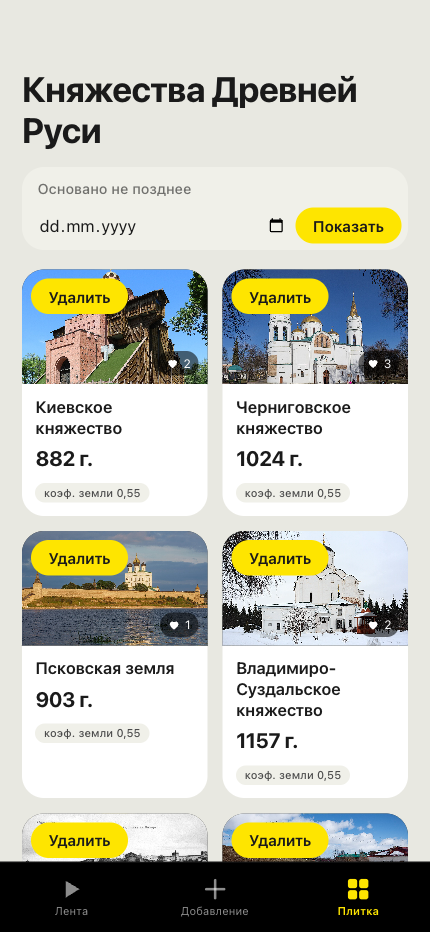 Княжества Древней
Руси
Основано не позднее
dd.mm.yyyy
Показать
Удалить
2
Киевское
княжество
882 г.
коэф. земли 0,55
Удалить
3
Черниговское
княжество
1024 г.
коэф. земли 0,55
Удалить
1
Псковская земля
903 г.
коэф. земли 0,55
Удалить
2
Владимиро-
Суздальское
княжество
1157 г.
коэф. земли 0,55
Удалить
Удалить
Лента
Добавление
Плитка